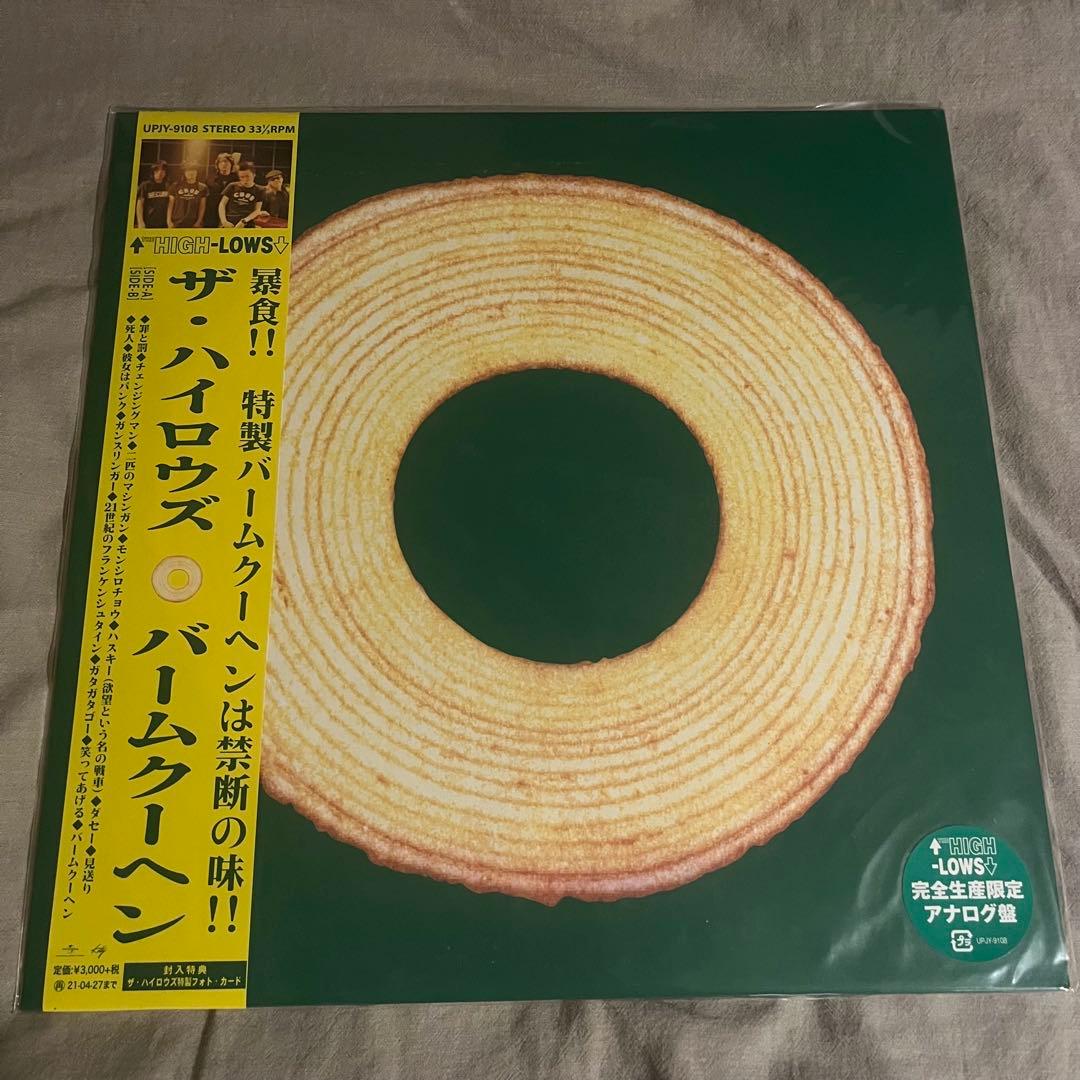 UPJY-9108 STEREO 33⅓RPM
↑THE HIGH-LOWS↓
暴食!! 特製バームクーヘンは禁断の味!!
ザ・ハイロウズ
バームクーヘン
[SIDE-A]
◆罪と罰◆チェンジングマン◆二匹のマシンガン◆モンシロチョウ◆ハスキー(欲望という名の戦車)◆ダセー◆見送り
[SIDE-B]
◆死人◆彼女はパンク◆ガンスリンガー◆21世紀のフランケンシュタイン◆ガタガタゴー◆笑ってあげる◆バームクーヘン
定価:¥3,000+税
再 21-04-27まで
封入特典
ザ・ハイロウズ特製フォト・カード
↑THE HIGH
-LOWS↓
完全生産限定
アナログ盤
プラ
UPJY-9108